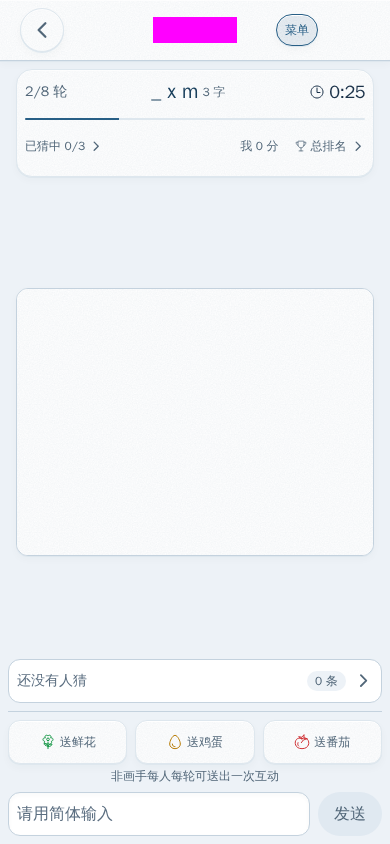 菜单
2/8 轮
_ x m 3 字
0:25
已猜中 0/3
我 0 分
总排名
还没有人猜
0 条
送鲜花
送鸡蛋
送番茄
非画手每人每轮可送出一次互动
请用简体输入
发送